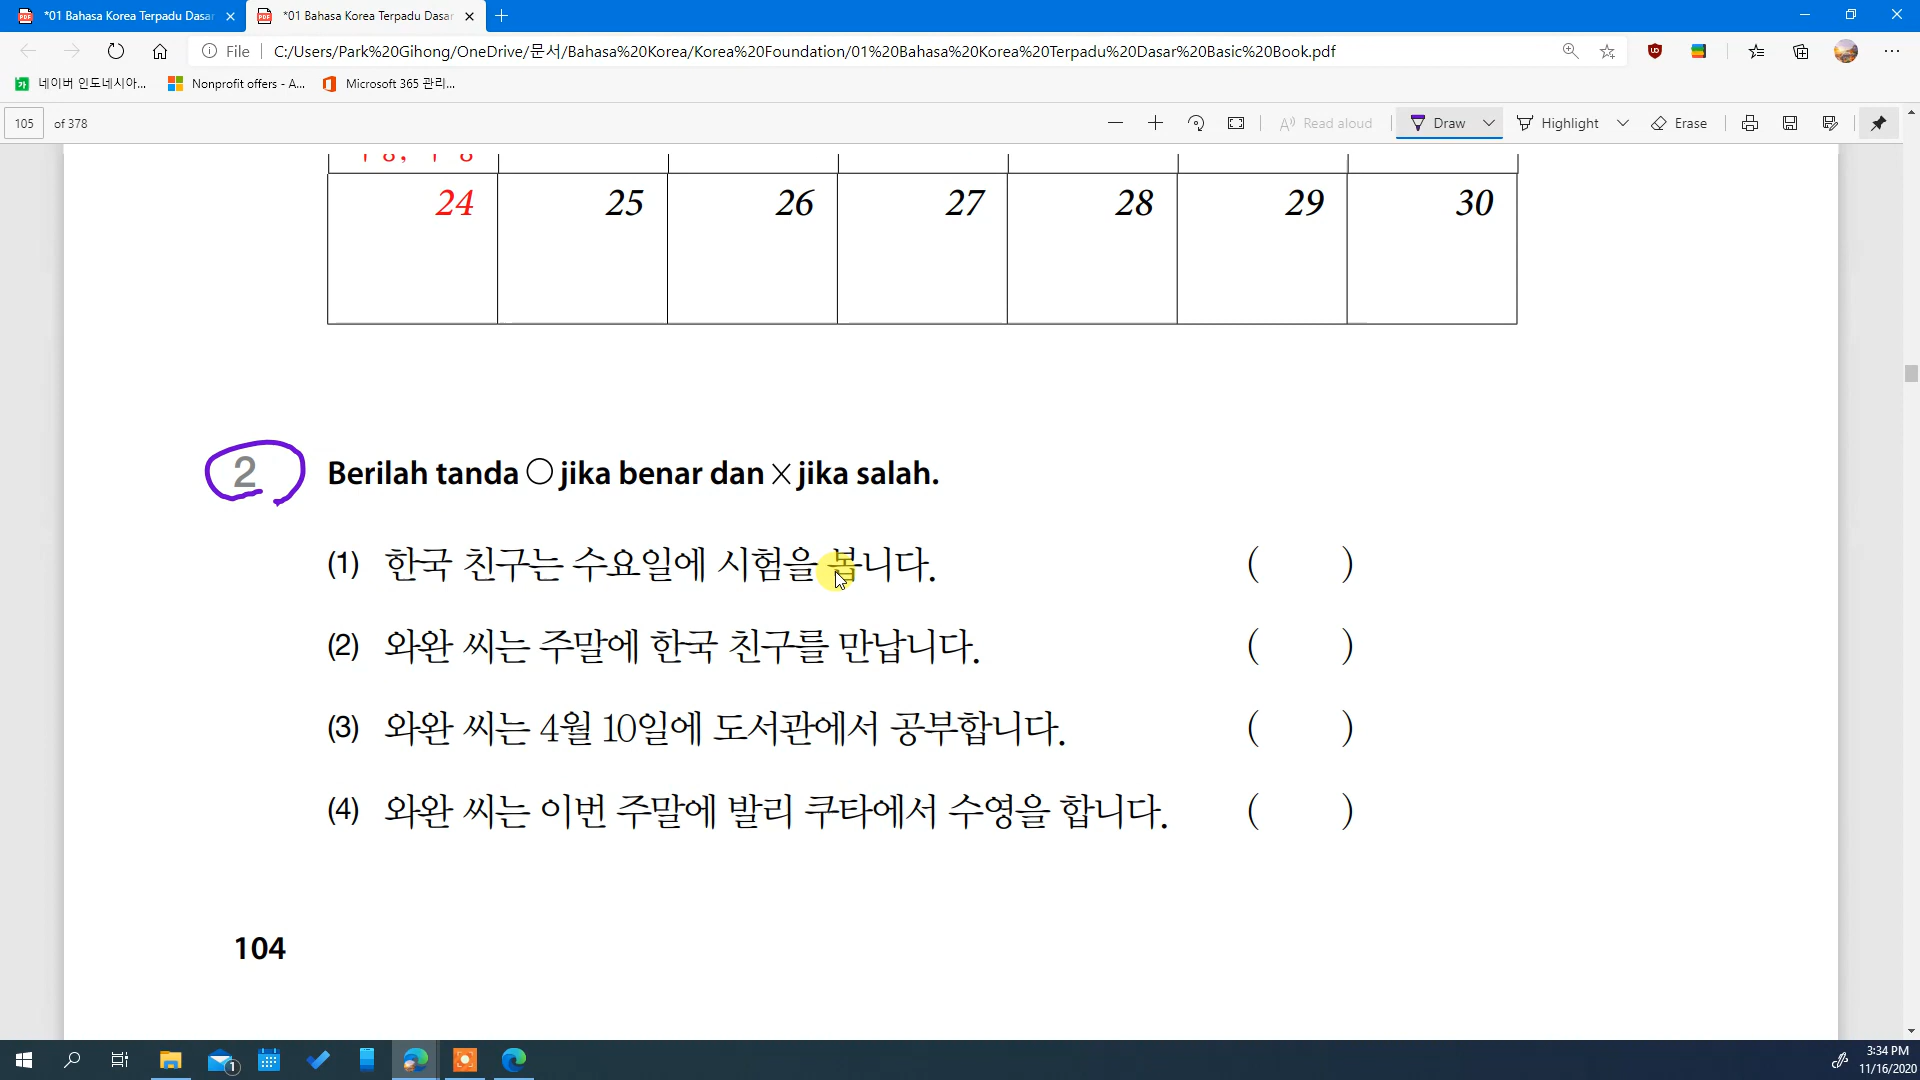 *01 Bahasa Korea Terpadu Dasar
*01 Bahasa Korea Terpadu Dasar
File
C:/Users/Park%20Gihong/OneDrive/문서/Bahasa%20Korea/Korea%20Foundation/01%20Bahasa%20Korea%20Terpadu%20Dasar%20Basic%20Book.pdf
네이버 인도네시아...
Nonprofit offers - A...
Microsoft 365 관리...
105 of 378
Read aloud
Draw
Highlight
Erase
24 25 26 27 28 29 30
2 Berilah tanda ○ jika benar dan × jika salah.
(1) 한국 친구는 수요일에 시험을 봅니다. ( )
(2) 와완 씨는 주말에 한국 친구를 만납니다. ( )
(3) 와완 씨는 4월 10일에 도서관에서 공부합니다. ( )
(4) 와완 씨는 이번 주말에 발리 쿠타에서 수영을 합니다. ( )
104
1
3:34 PM
11/16/2020